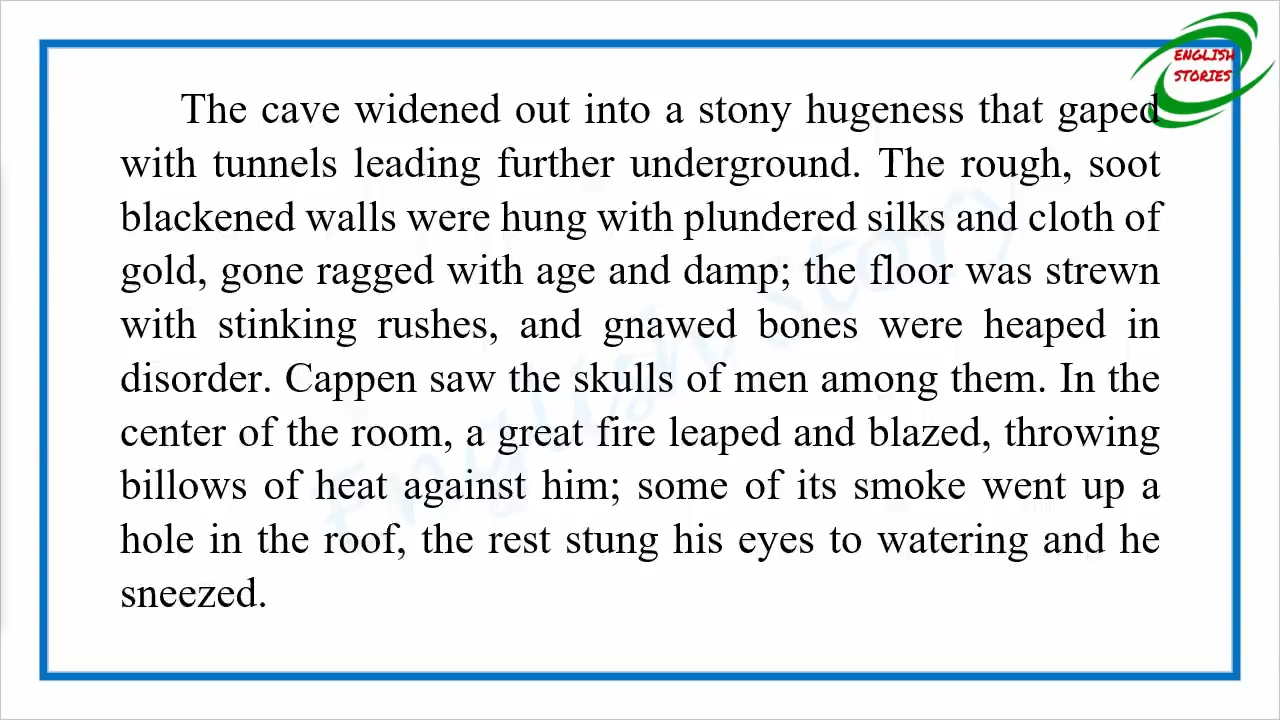 ENGLISH
STORIES
The cave widened out into a stony hugeness that gaped
with tunnels leading further underground. The rough, soot
blackened walls were hung with plundered silks and cloth of
gold, gone ragged with age and damp; the floor was strewn
with stinking rushes, and gnawed bones were heaped in
disorder. Cappen saw the skulls of men among them. In the
center of the room, a great fire leaped and blazed, throwing
billows of heat against him; some of its smoke went up a
hole in the roof, the rest stung his eyes to watering and he
sneezed.
English Story